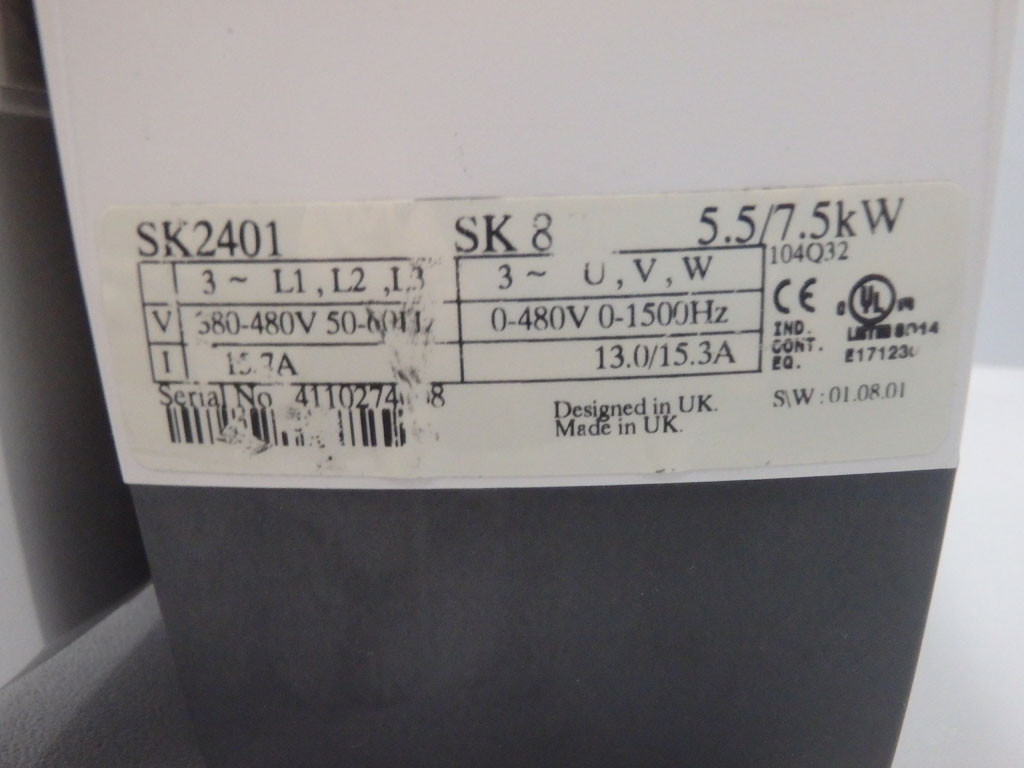 SK2401 SK 8 5.5/7.5kW
104Q32
3 ~ L1 , L2 , L3 3 ~ U , V , W
V 380-480V 50-60Hz 0-480V 0-1500Hz
I 13.0/15.3A
CE UL
IND.
CONT.
EQ.
Serial No
Designed in UK.
Made in UK.
S\W : 01.08.01